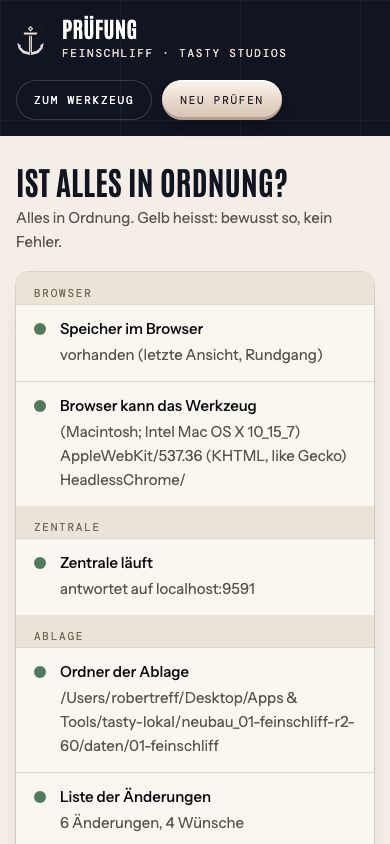 PRÜFUNG
FEINSCHLIFF · TASTY STUDIOS
ZUM WERKZEUG
NEU PRÜFEN
IST ALLES IN ORDNUNG?
Alles in Ordnung. Gelb heisst: bewusst so, kein
Fehler.
BROWSER
Speicher im Browser
vorhanden (letzte Ansicht, Rundgang)
Browser kann das Werkzeug
(Macintosh; Intel Mac OS X 10_15_7)
AppleWebKit/537.36 (KHTML, like Gecko)
HeadlessChrome/
ZENTRALE
Zentrale läuft
antwortet auf localhost:9591
ABLAGE
Ordner der Ablage
/Users/robertreff/Desktop/Apps &
Tools/tasty-lokal/neubau_01-feinschliff-r2-
60/daten/01-feinschliff
Liste der Änderungen
6 Änderungen, 4 Wünsche